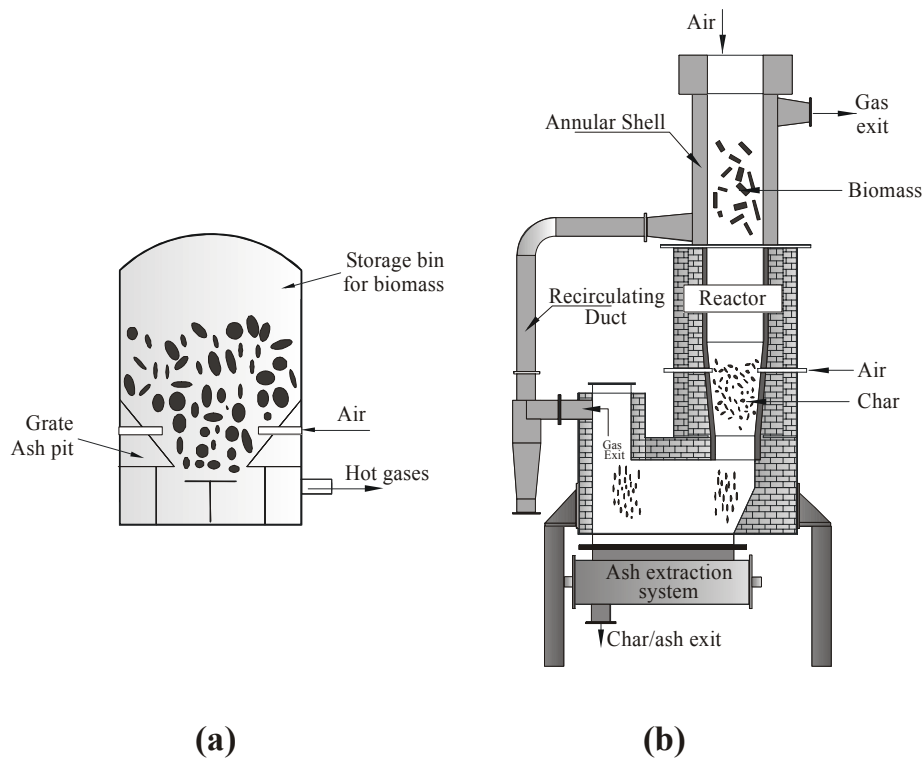 Storage bin
for biomass
Grate
Ash pit
Air
Hot gases
(a)
Air
Gas
exit
Annular Shell
Biomass
Recirculating
Duct
Reactor
Air
Char
Gas
Exit
Ash extraction
system
Char/ash exit
(b)